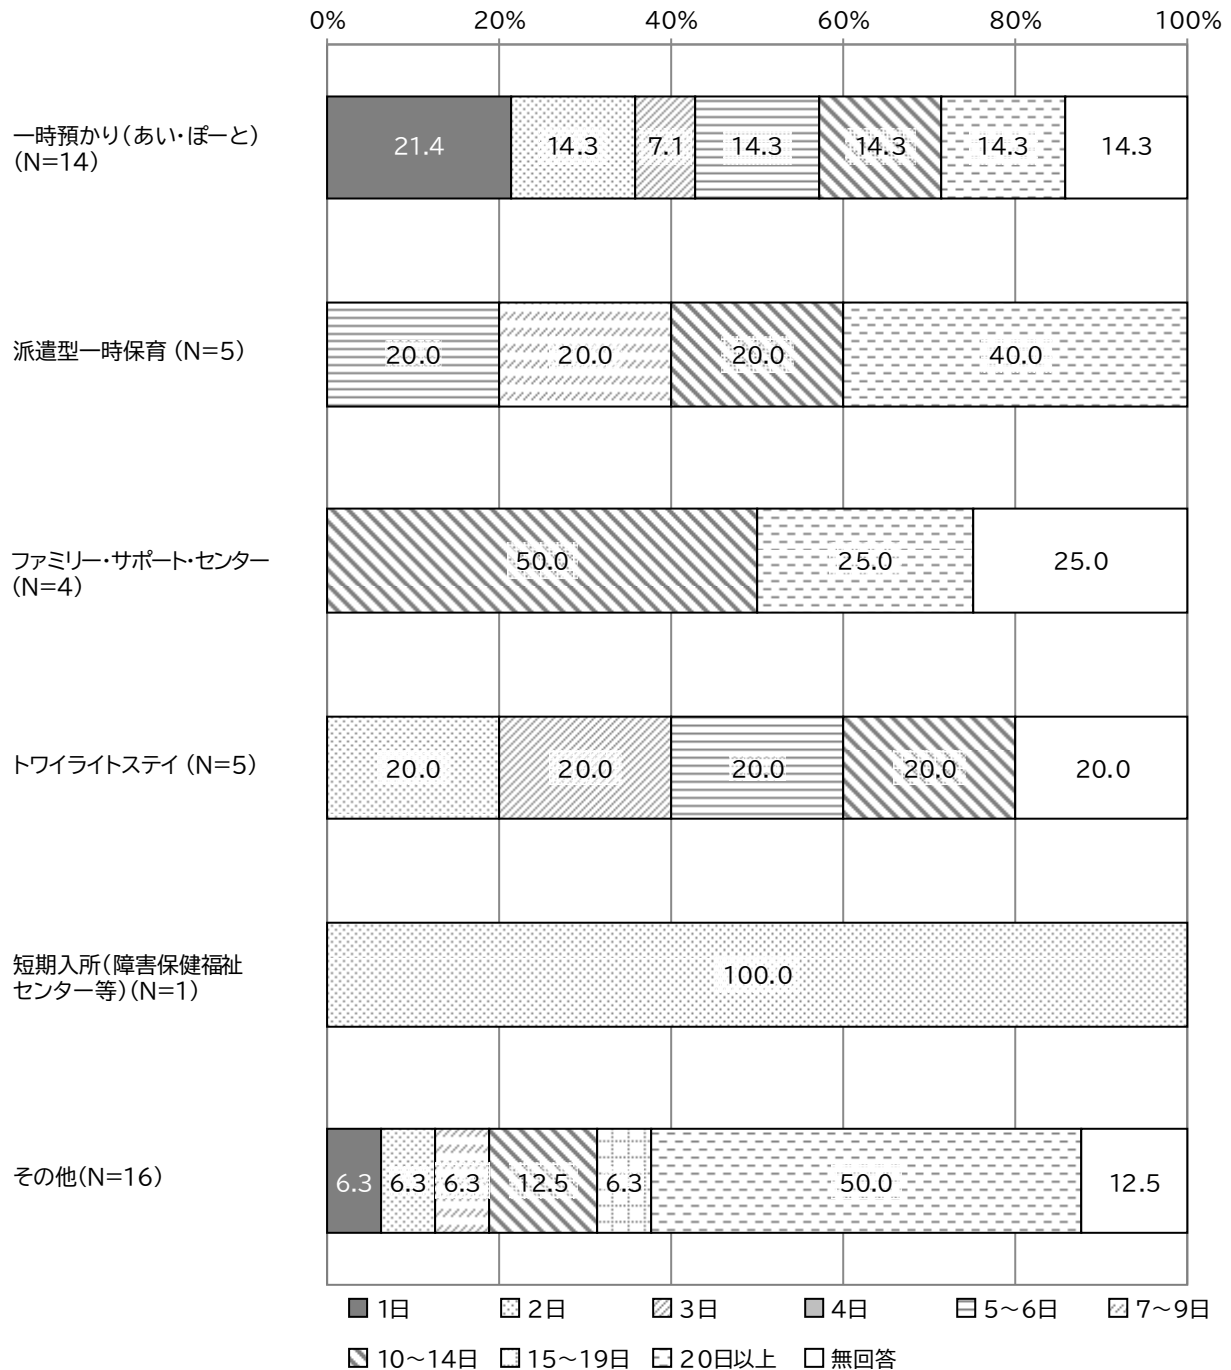 0% 20% 40% 60% 80% 100%
一時預かり(あい・ぽーと)
(N=14)
21.4 14.3 7.1 14.3 14.3 14.3 14.3
派遣型一時保育 (N=5)
20.0 20.0 20.0 40.0
ファミリー・サポート・センター
(N=4)
50.0 25.0 25.0
トワイライトステイ (N=5)
20.0 20.0 20.0 20.0 20.0
短期入所(障害保健福祉
センター等)(N=1)
100.0
その他(N=16)
6.3 6.3 6.3 12.5 6.3 50.0 12.5
1日 2日 3日 4日 5～6日 7～9日
10～14日 15～19日 20日以上 無回答